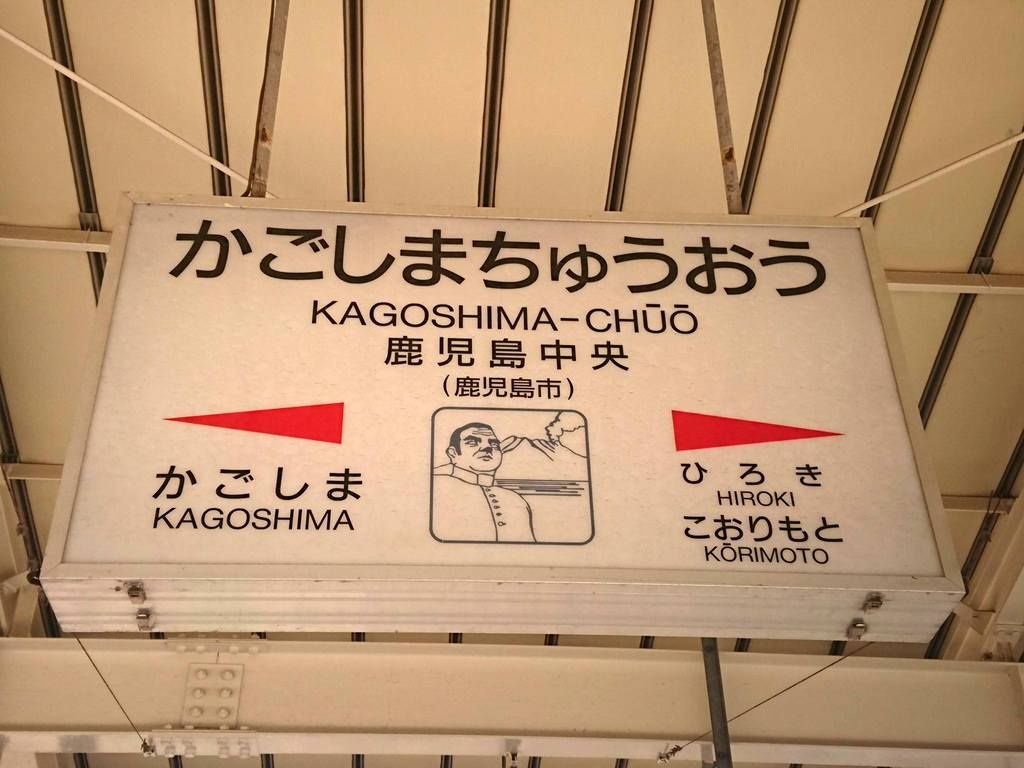 かごしまちゅうおう
KAGOSHIMA-CHŪŌ
鹿児島中央
(鹿児島市)
かごしま
KAGOSHIMA
ひろき
HIROKI
こおりもと
KŌRIMOTO